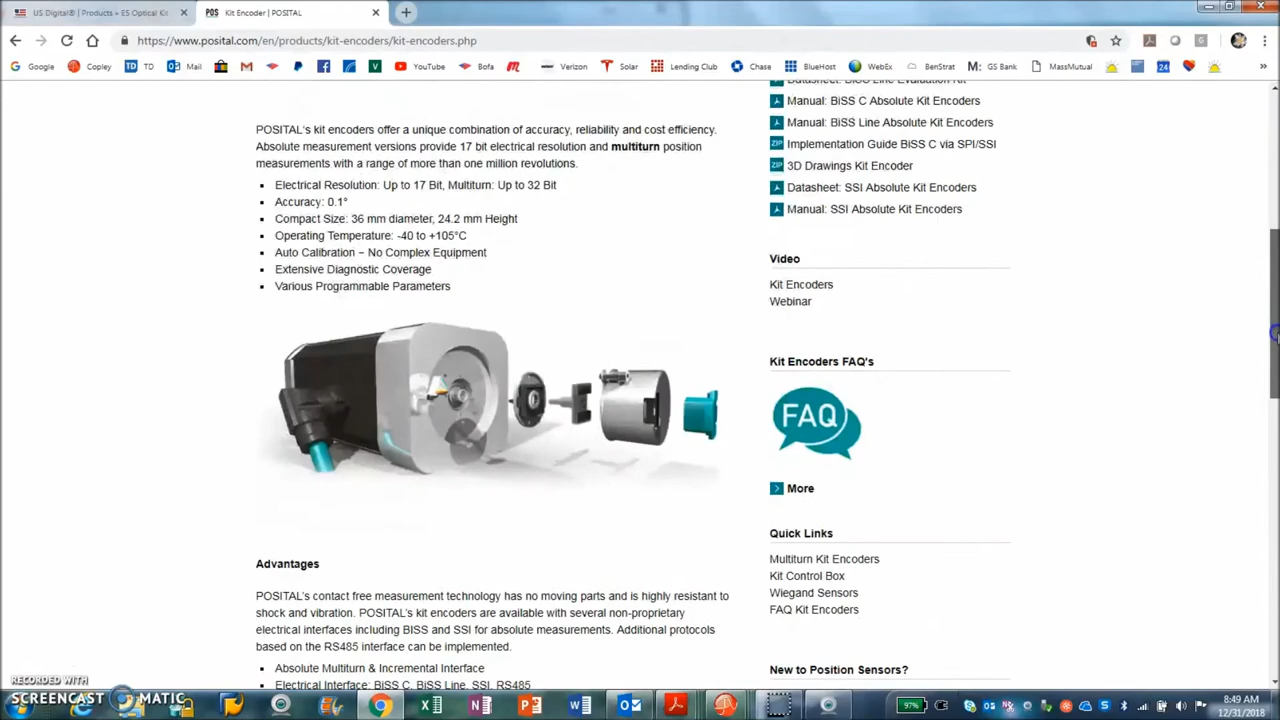 US Digital® | Products » E5 Optical Kit
POS Kit Encoder | POSITAL
https://www.posital.com/en/products/kit-encoders/kit-encoders.php
Google Copley TD Mail Facebook YouTube Bofa Verizon Solar Lending Club Chase BlueHost WebEx BenStrat GS Bank MassMutual 24 »
POSITAL's kit encoders offer a unique combination of accuracy, reliability and cost efficiency.
Absolute measurement versions provide 17 bit electrical resolution and multiturn position
measurements with a range of more than one million revolutions.
Electrical Resolution: Up to 17 Bit, Multiturn: Up to 32 Bit
Accuracy: 0.1°
Compact Size: 36 mm diameter, 24.2 mm Height
Operating Temperature: -40 to +105°C
Auto Calibration – No Complex Equipment
Extensive Diagnostic Coverage
Various Programmable Parameters
Advantages
POSITAL's contact free measurement technology has no moving parts and is highly resistant to
shock and vibration. POSITAL's kit encoders are available with several non-proprietary
electrical interfaces including BISS and SSI for absolute measurements. Additional protocols
based on the RS485 interface can be implemented.
Absolute Multiturn & Incremental Interface
Electrical Interface: BiSS C, BiSS Line, SSI, RS485
Datasheet: BiSS Line Evaluation Kit
Manual: BiSS C Absolute Kit Encoders
Manual: BiSS Line Absolute Kit Encoders
ZIP Implementation Guide BiSS C via SPI/SSI
ZIP 3D Drawings Kit Encoder
Datasheet: SSI Absolute Kit Encoders
Manual: SSI Absolute Kit Encoders
Video
Kit Encoders
Webinar
Kit Encoders FAQ's
FAQ
More
Quick Links
Multiturn Kit Encoders
Kit Control Box
Wiegand Sensors
FAQ Kit Encoders
New to Position Sensors?
RECORDED WITH
SCREENCAST MATIC
97%
8:49 AM
12/31/2018